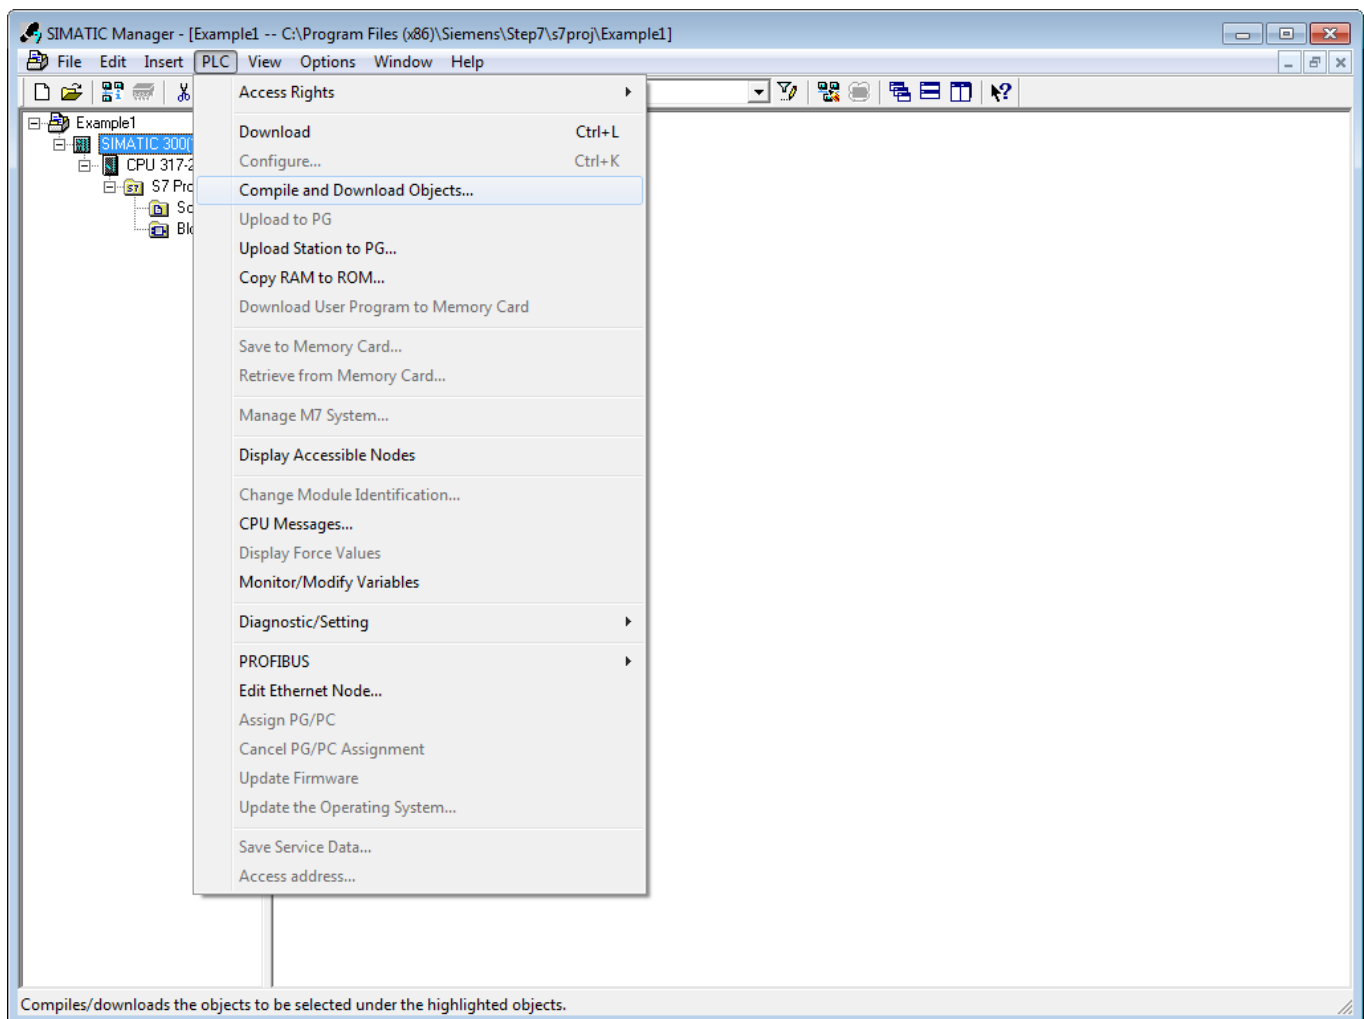 SIMATIC Manager - [Example1 -- C:\Program Files (x86)\Siemens\Step7\s7proj\Example1]
File Edit Insert PLC View Options Window Help
Example1
SIMATIC 300(
CPU 317-2
S7
Access Rights
Download Ctrl+L
Configure... Ctrl+K
Compile and Download Objects...
Upload to PG
Upload Station to PG...
Copy RAM to ROM...
Download User Program to Memory Card
Save to Memory Card...
Retrieve from Memory Card...
Manage M7 System...
Display Accessible Nodes
Change Module Identification...
CPU Messages...
Display Force Values
Monitor/Modify Variables
Diagnostic/Setting
PROFIBUS
Edit Ethernet Node...
Assign PG/PC
Cancel PG/PC Assignment
Update Firmware
Update the Operating System...
Save Service Data...
Access address...
Compiles/downloads the objects to be selected under the highlighted objects.